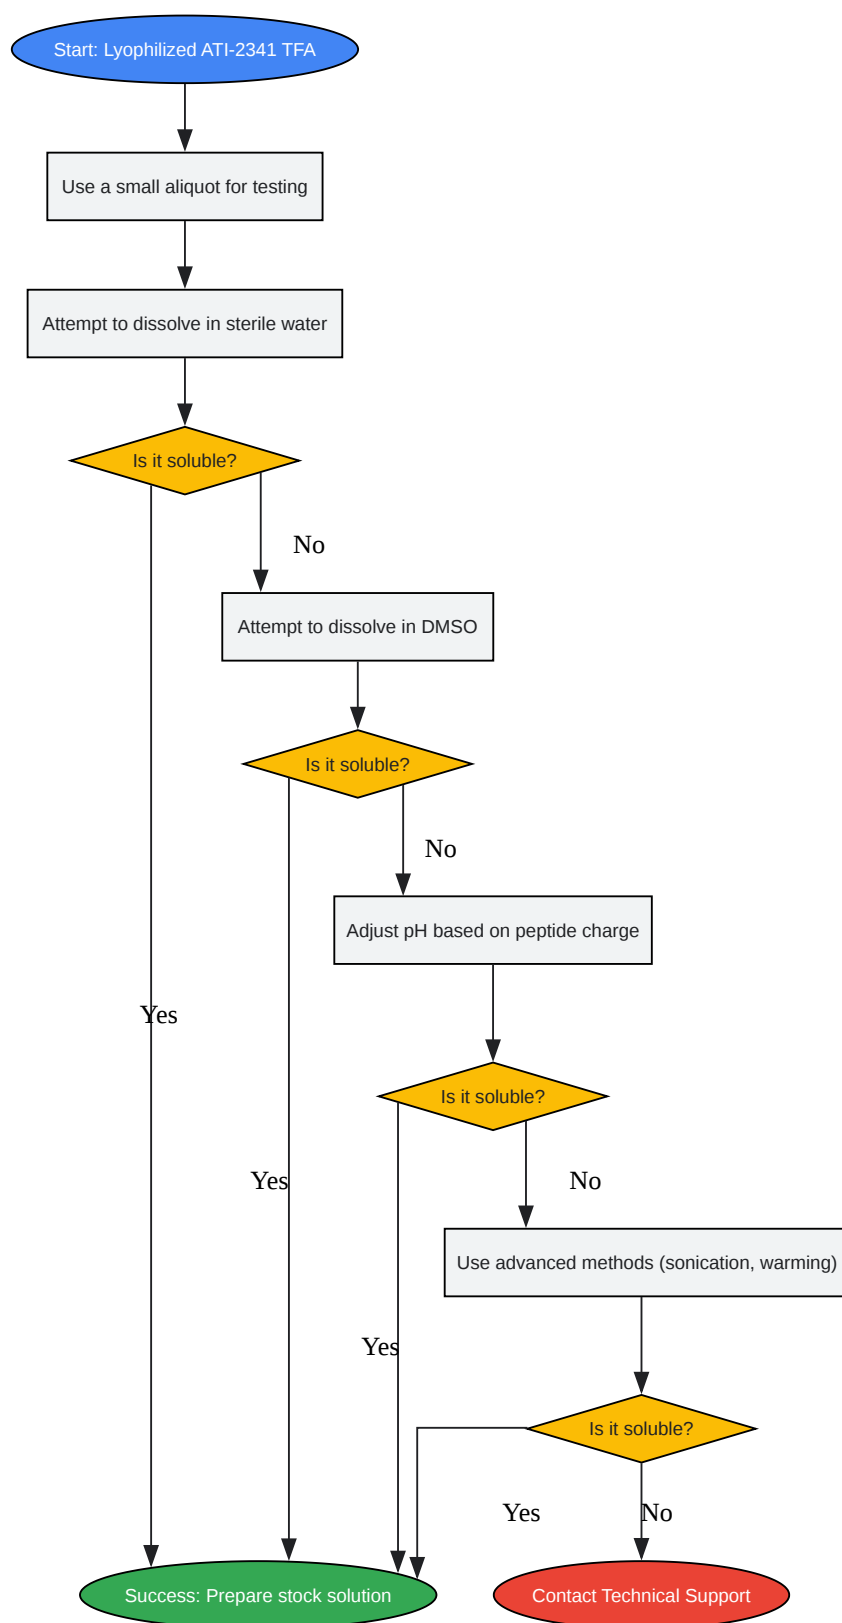 Start: Lyophilized ATI-2341 TFA
Use a small aliquot for testing
Attempt to dissolve in sterile water
Is it soluble?
No
Attempt to dissolve in DMSO
Is it soluble?
No
Adjust pH based on peptide charge
Yes
Is it soluble?
Yes
No
Use advanced methods (sonication, warming)
Yes
Is it soluble?
Yes
No
Success: Prepare stock solution
Contact Technical Support